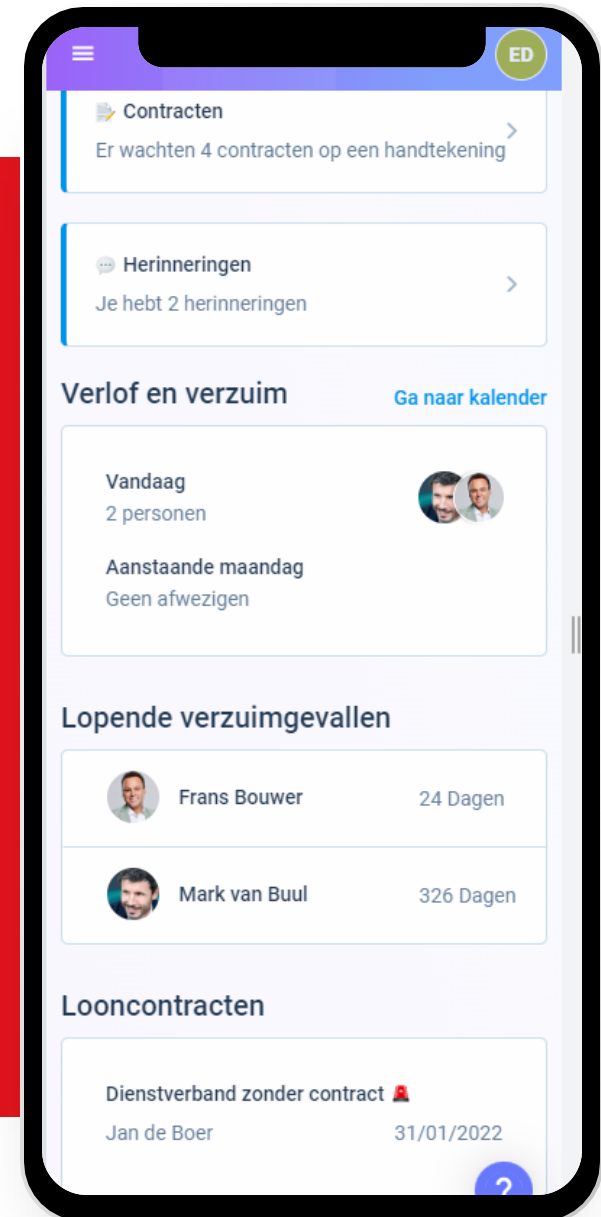 ED
Contracten
Er wachten 4 contracten op een handtekening
Herinneringen
Je hebt 2 herinneringen
Verlof en verzuim
Ga naar kalender
Vandaag
2 personen
Aanstaande maandag
Geen afwezigen
Lopende verzuimgevallen
Frans Bouwer 24 Dagen
Mark van Buul 326 Dagen
Looncontracten
Dienstverband zonder contract
Jan de Boer 31/01/2022
?